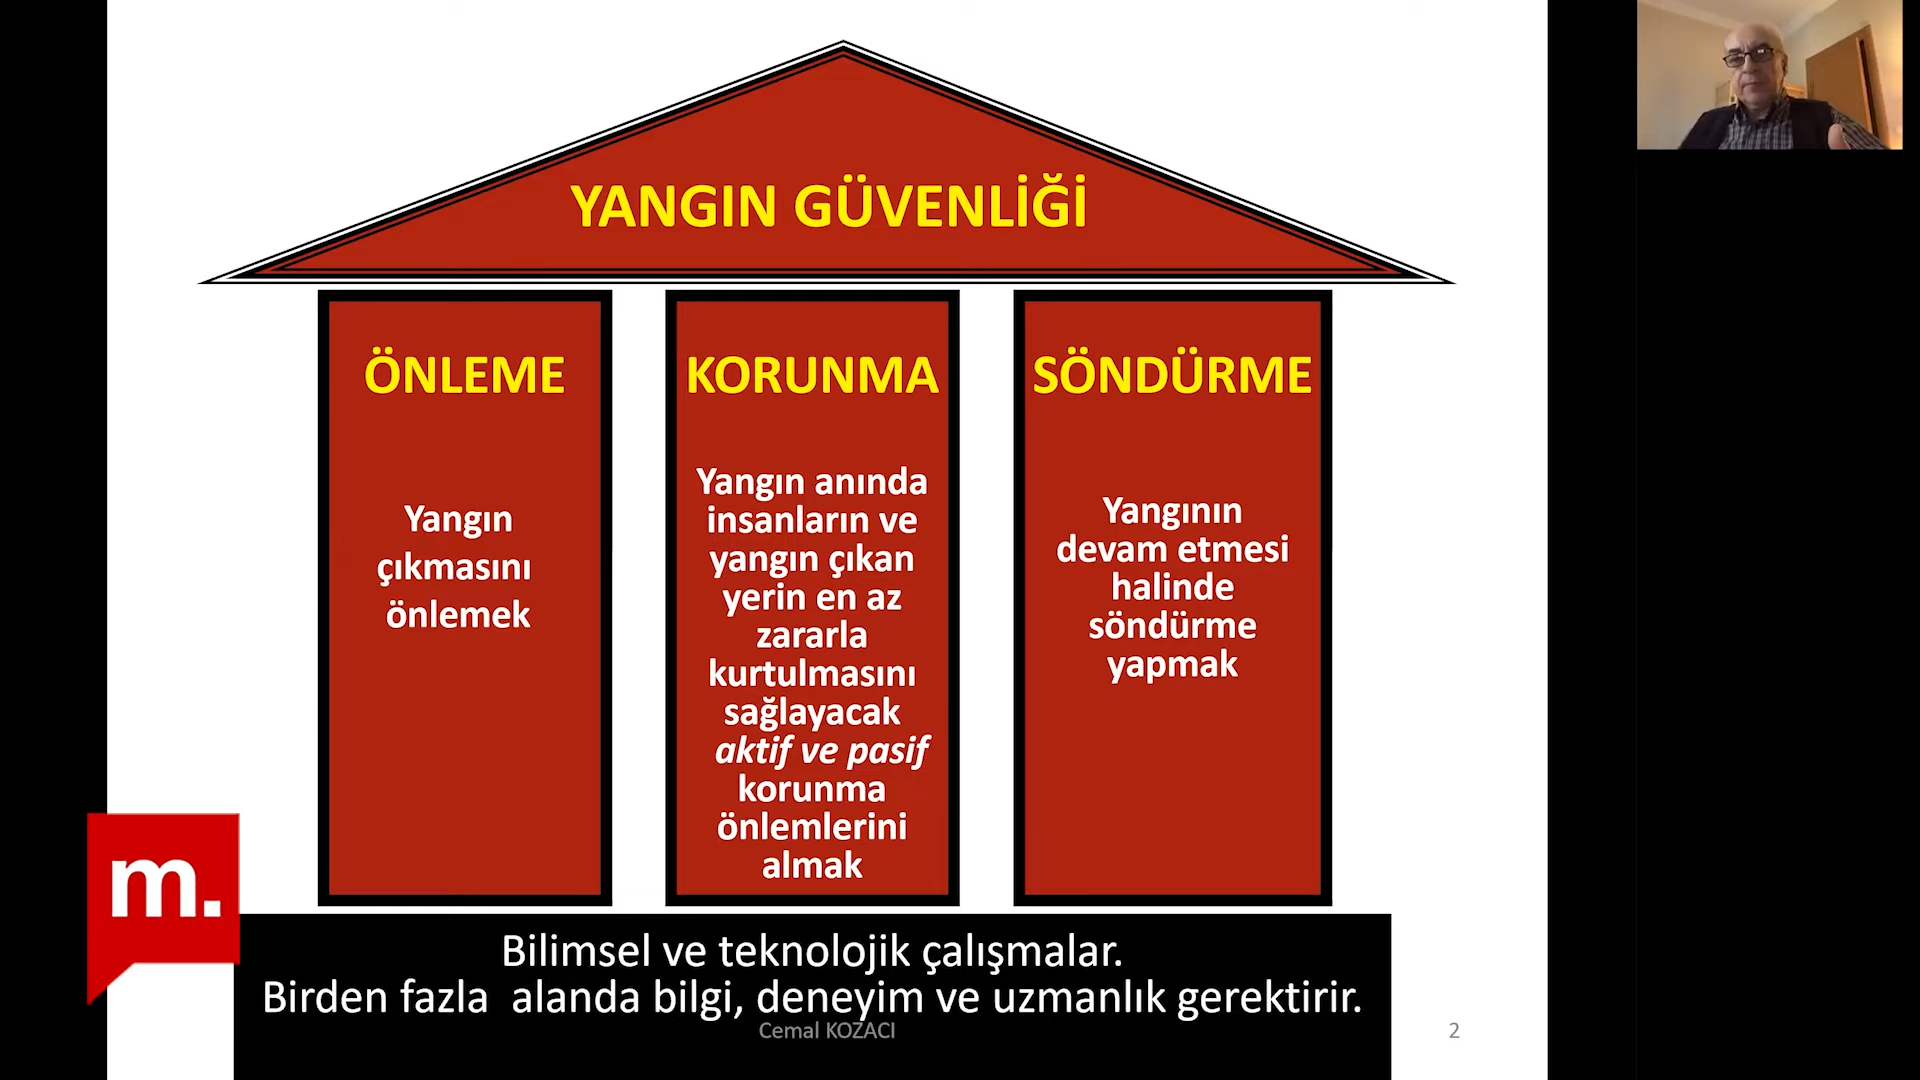 YANGIN GÜVENLİĞİ
ÖNLEME
Yangın
çıkmasını
önlemek
KORUNMA
Yangın anında
insanların ve
yangın çıkan
yerin en az
zararla
kurtulmasını
sağlayacak
aktif ve pasif
korunma
önlemlerini
almak
SÖNDÜRME
Yangının
devam etmesi
halinde
söndürme
yapmak
m.
Bilimsel ve teknolojik çalışmalar.
Birden fazla alanda bilgi, deneyim ve uzmanlık gerektirir.
Cemal KOZACI
2